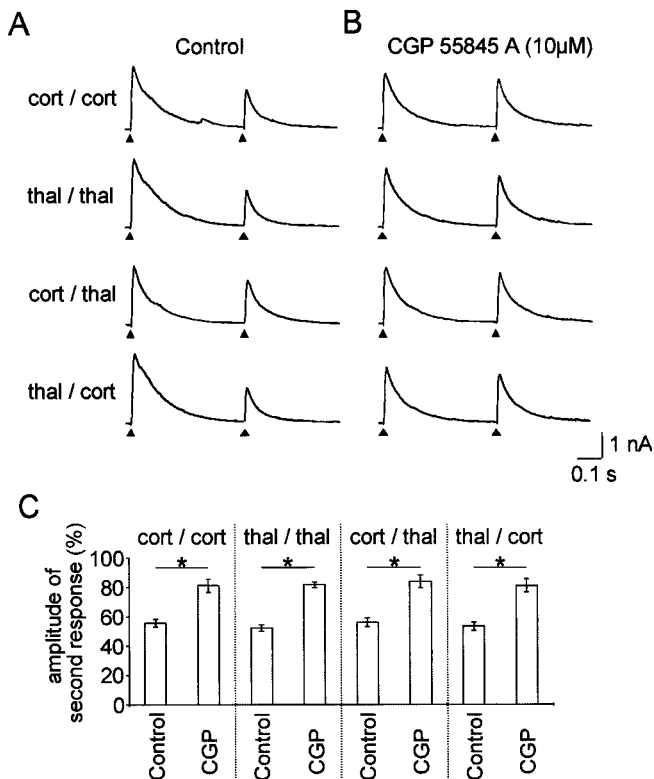 A
B
Control
CGP 55845 A (10µM)
cort / cort
thal / thal
cort / thal
thal / cort
1 nA
0.1 s
C
cort / cort
thal / thal
cort / thal
thal / cort
* * * *
amplitude of
second response (%)
100
80
60
40
20
0
Control
CGP
Control
CGP
Control
CGP
Control
CGP